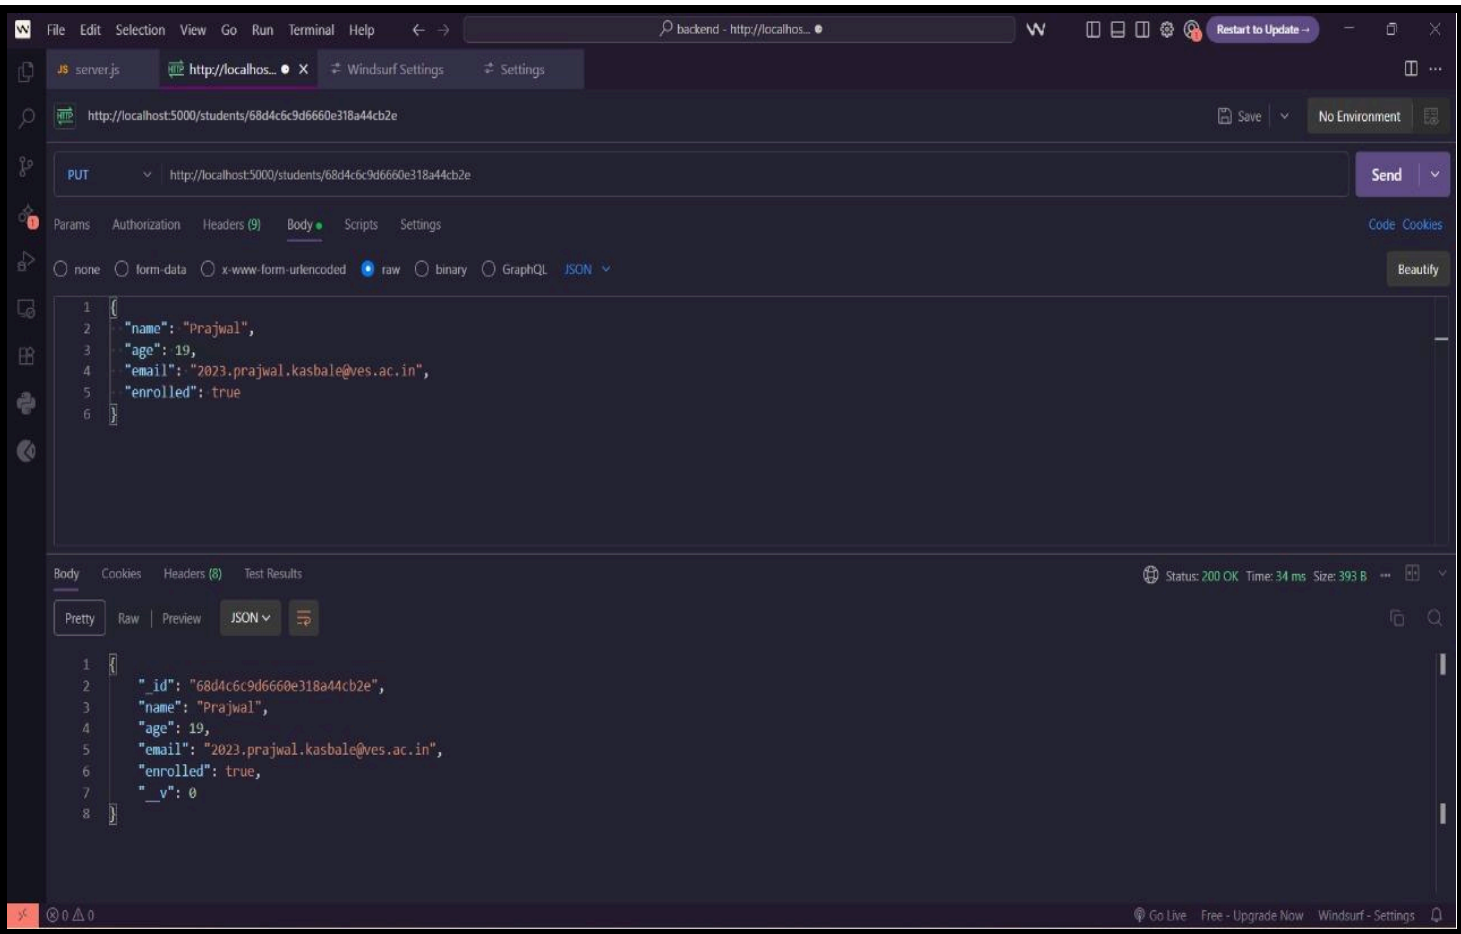 File Edit Selection View Go Run Terminal Help ← → backend - http://localhos... ● Restart to Update →
JS server.js HTTP http://localhos... ● X Windsurf Settings Settings ...
HTTP http://localhost:5000/students/68d4c6c9d6660e318a44cb2e Save No Environment
PUT http://localhost:5000/students/68d4c6c9d6660e318a44cb2e Send
Params Authorization Headers (9) Body Scripts Settings Code Cookies
none form-data x-www-form-urlencoded raw binary GraphQL JSON Beautify
1 {
2 "name": "Prajwal",
3 "age": 19,
4 "email": "2023.prajwal.kasbale@ves.ac.in",
5 "enrolled": true
6 }
Body Cookies Headers (8) Test Results Status: 200 OK Time: 34 ms Size: 393 B ...
Pretty Raw | Preview JSON
1 {
2 "_id": "68d4c6c9d6660e318a44cb2e",
3 "name": "Prajwal",
4 "age": 19,
5 "email": "2023.prajwal.kasbale@ves.ac.in",
6 "enrolled": true,
7 "__v": 0
8 }
0 0 Go Live Free - Upgrade Now Windsurf - Settings